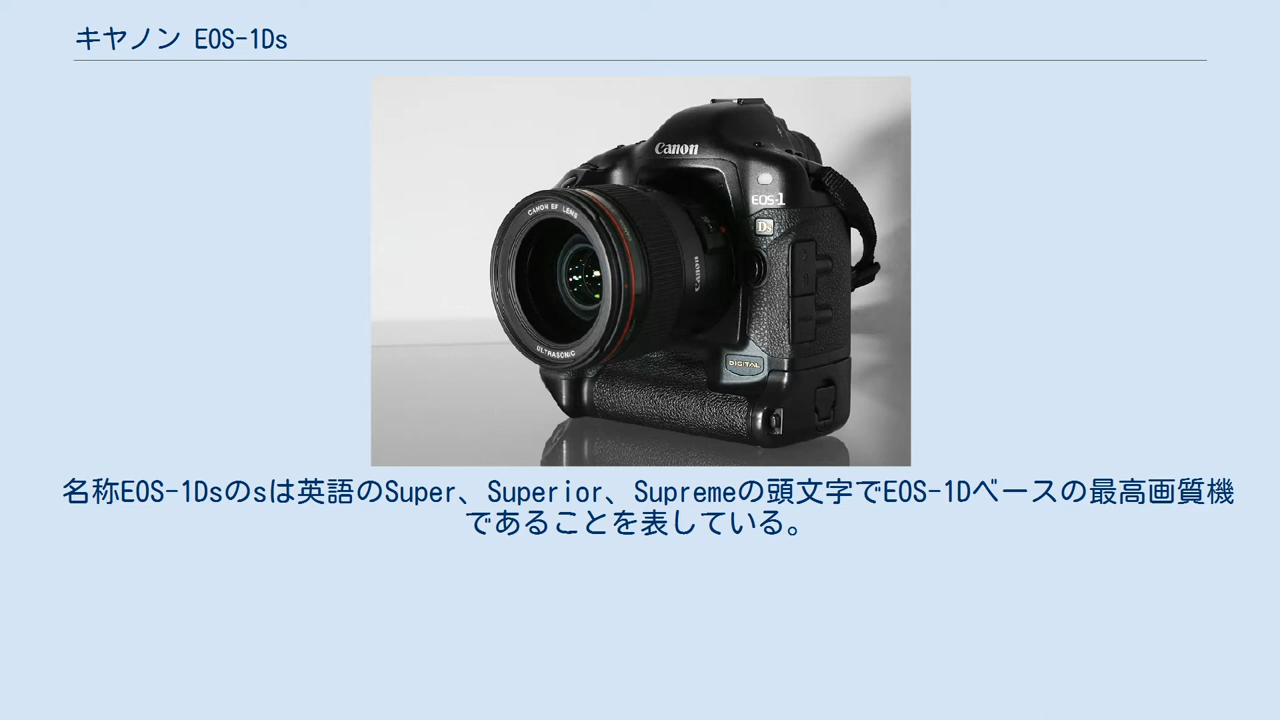 キヤノン EOS-1Ds
Canon
EOS-1
Ds
CANON EF LENS
Canon
ULTRASONIC
DIGITAL
名称EOS-1Dsのsは英語のSuper、Superior、Supremeの頭文字でEOS-1Dベースの最高画質機
であることを表している。